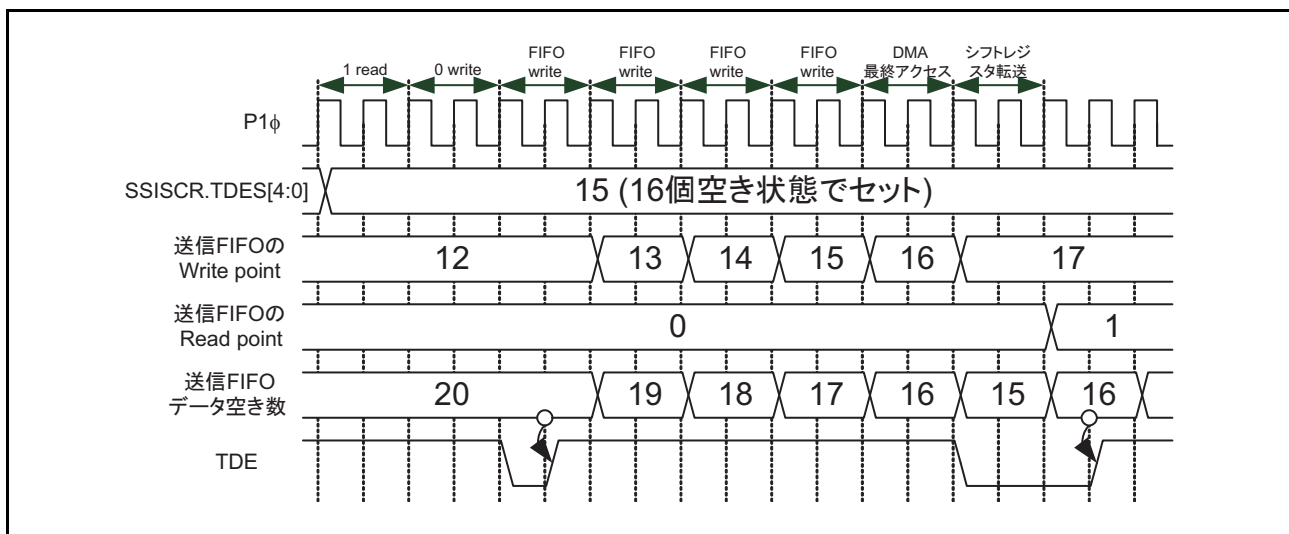 1 read
0 write
FIFO
write
FIFO
write
FIFO
write
FIFO
write
DMA
最終アクセス
シフトレジ
スタ転送
P1ϕ
SSISCR.TDES[4:0]
15 (16個空き状態でセット)
送信FIFOの
Write point
12 13 14 15 16 17
送信FIFOの
Read point
0 1
送信FIFO
データ空き数
20 19 18 17 16 15 16
TDE